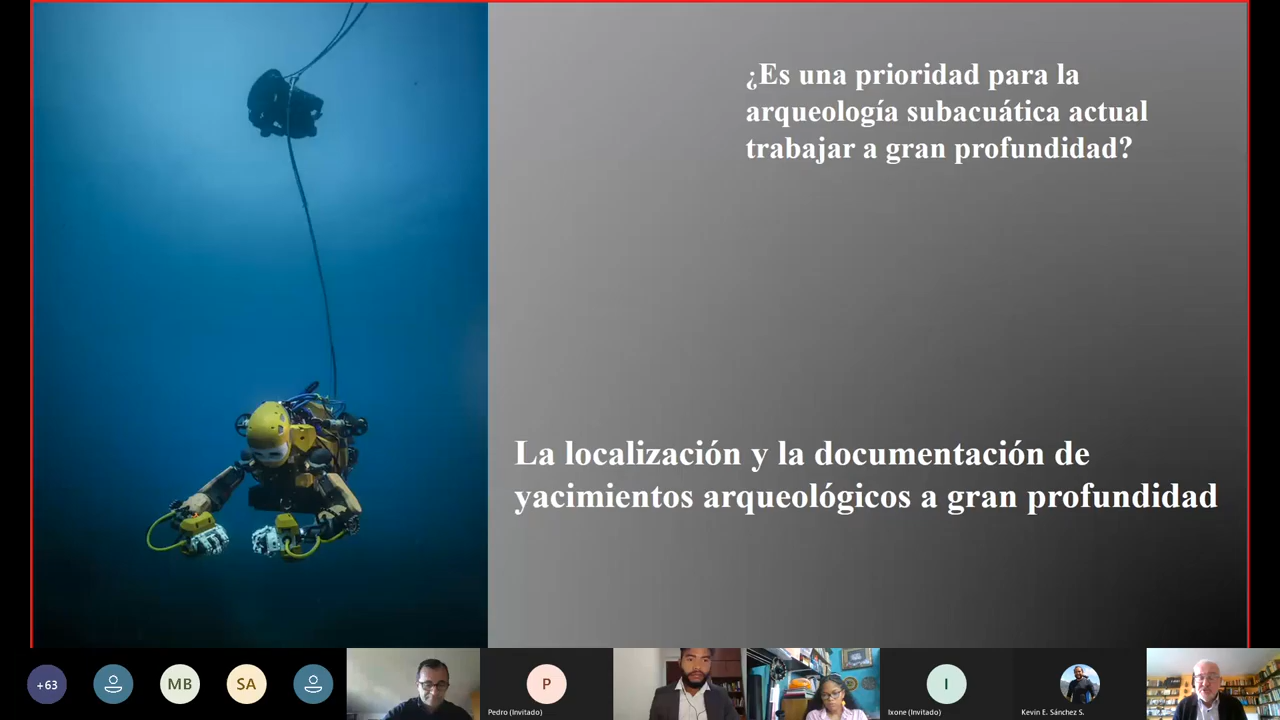 ¿Es una prioridad para la
arqueología subacuática actual
trabajar a gran profundidad?
La localización y la documentación de
yacimientos arqueológicos a gran profundidad
+63
MB
SA
P
Pedro (Invitado)
I
Ixone (Invitado)
Kevin E. Sánchez S.